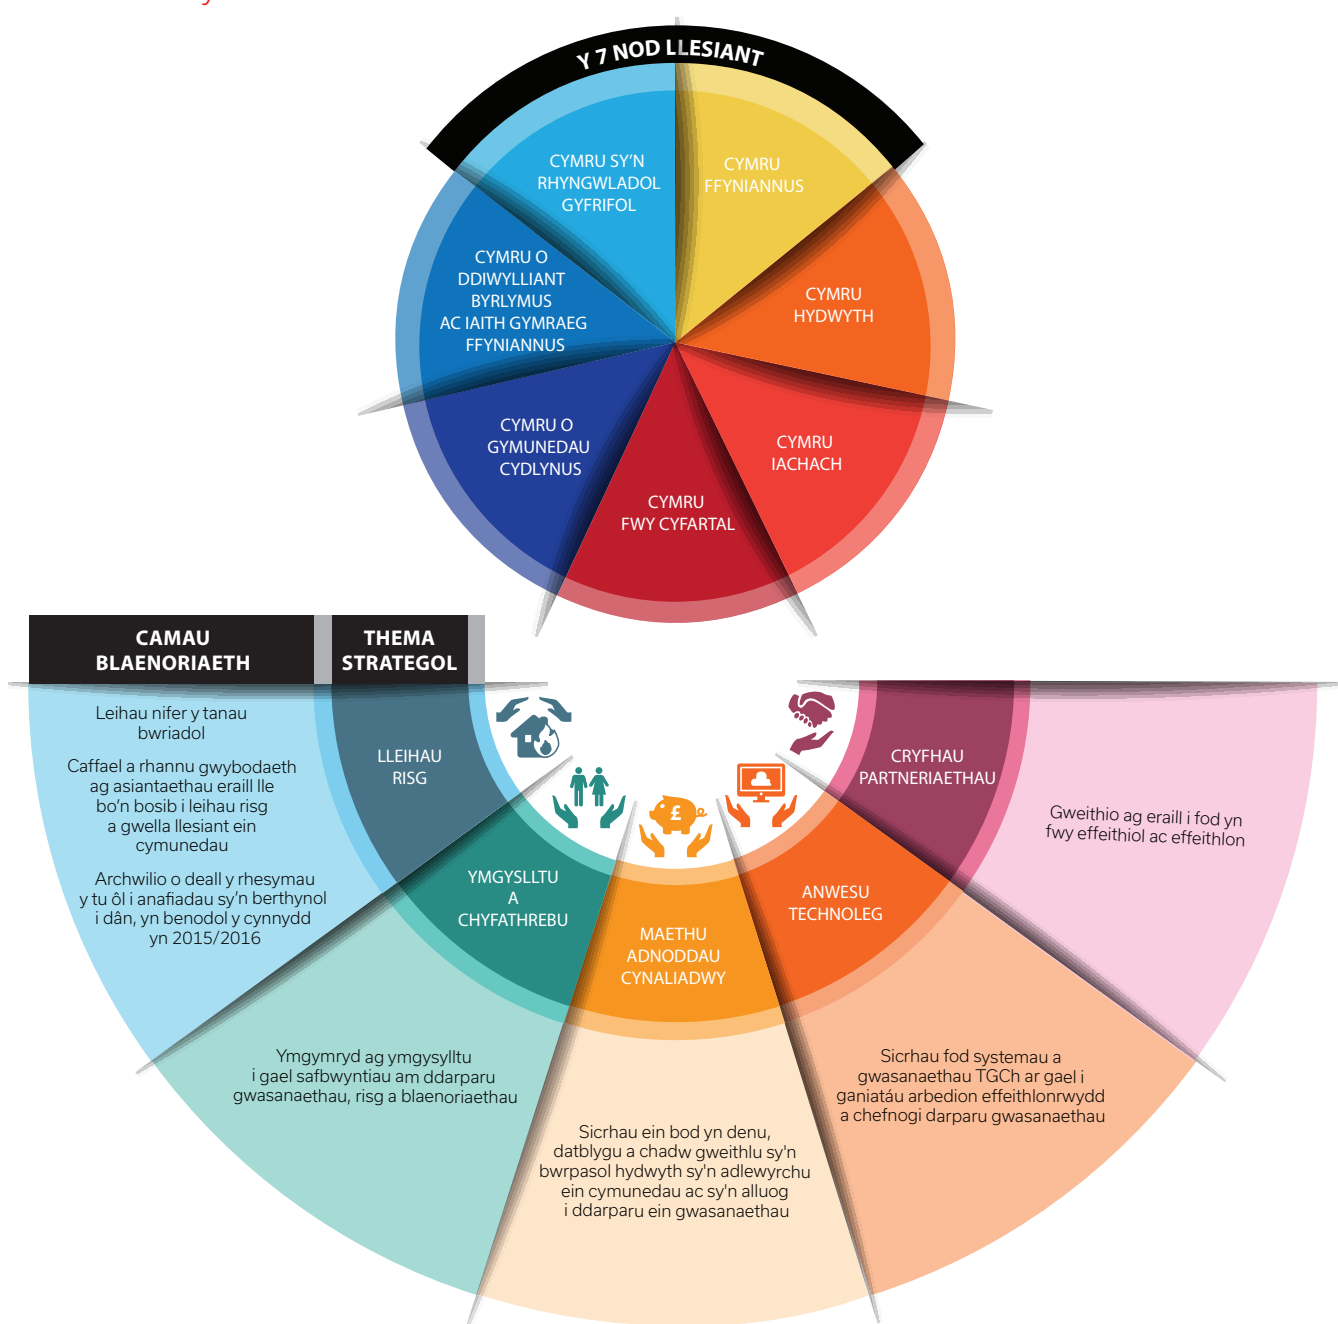 Y 7 NOD LLESIANT
CYMRU SY'N
RHYNGWLADOL
GYFRIFOL
CYMRU
FFYNIANNUS
CYMRU O
DDIWYLLIANT
BYRLYMUS
AC IAITH GYMRAEG
FFYNIANNUS
CYMRU
HYDWYTH
CYMRU O
GYMUNEDAU
CYDLYNUS
CYMRU
IACHACH
CYMRU
FWY CYFARTAL
CAMAU
BLAENORIAETH
THEMA
STRATEGOL
Leihau nifer y tanau
bwriadol
Caffael a rhannu gwybodaeth
ag asiantaethau eraill lle
bo'n bosib i leihau risg
a gwella llesiant ein
cymunedau
Archwilio o deall y rhesymau
y tu ôl i anafiadau sy'n berthynol
i dân, yn benodol y cynnydd
yn 2015/2016
LLEIHAU
RISG
YMGYSLLTU
A
CHYFATHREBU
£
MAETHU
ADNODDAU
CYNALIADWY
ANWESU
TECHNOLEG
CRYFHAU
PARTNERIAETHAU
Gweithio ag eraill i fod yn
fwy effeithiol ac effeithlon
Ymgymryd ag ymgysylltu
i gael safbwyntiau am ddarparu
gwasanaethau, risg a blaenoriaethau
Sicrhau ein bod yn denu,
datblygu a chadw gweithlu sy'n
bwrpasol hydwyth sy'n adlewyrchu
ein cymunedau ac sy'n alluog
i ddarparu ein gwasanaethau
Sicrhau fod systemau a
gwasanaethau TGCh ar gael i
ganiatáu arbedion effeithlonrwydd
a chefnogi darparu gwasanaethau